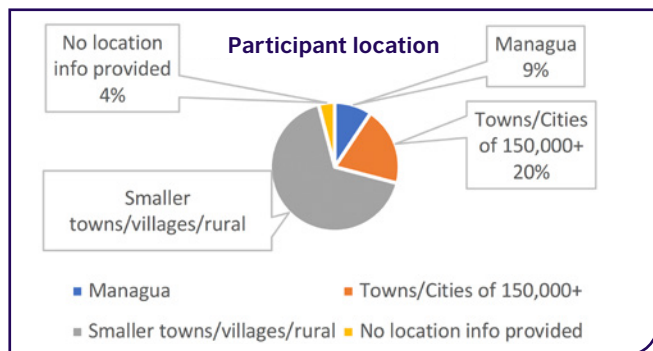 Participant location
No location
info provided
4%
Managua
9%
Towns/Cities
of 150,000+
20%
Smaller
towns/villages/rural
Managua
Towns/Cities of 150,000+
Smaller towns/villages/rural
No location info provided